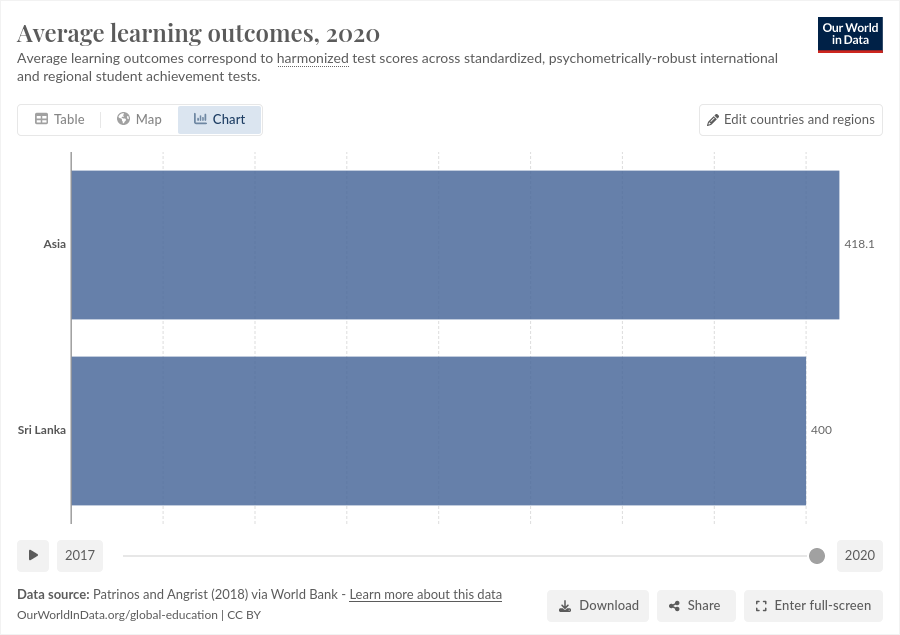 Average learning outcomes, 2020
Our World
in Data
Average learning outcomes correspond to harmonized test scores across standardized, psychometrically-robust international
and regional student achievement tests.
Table
Map
Chart
Edit countries and regions
Asia
418.1
Sri Lanka
400
2017
2020
Data source: Patrinos and Angrist (2018) via World Bank - Learn more about this data
OurWorldInData.org/global-education | CC BY
Download
Share
Enter full-screen